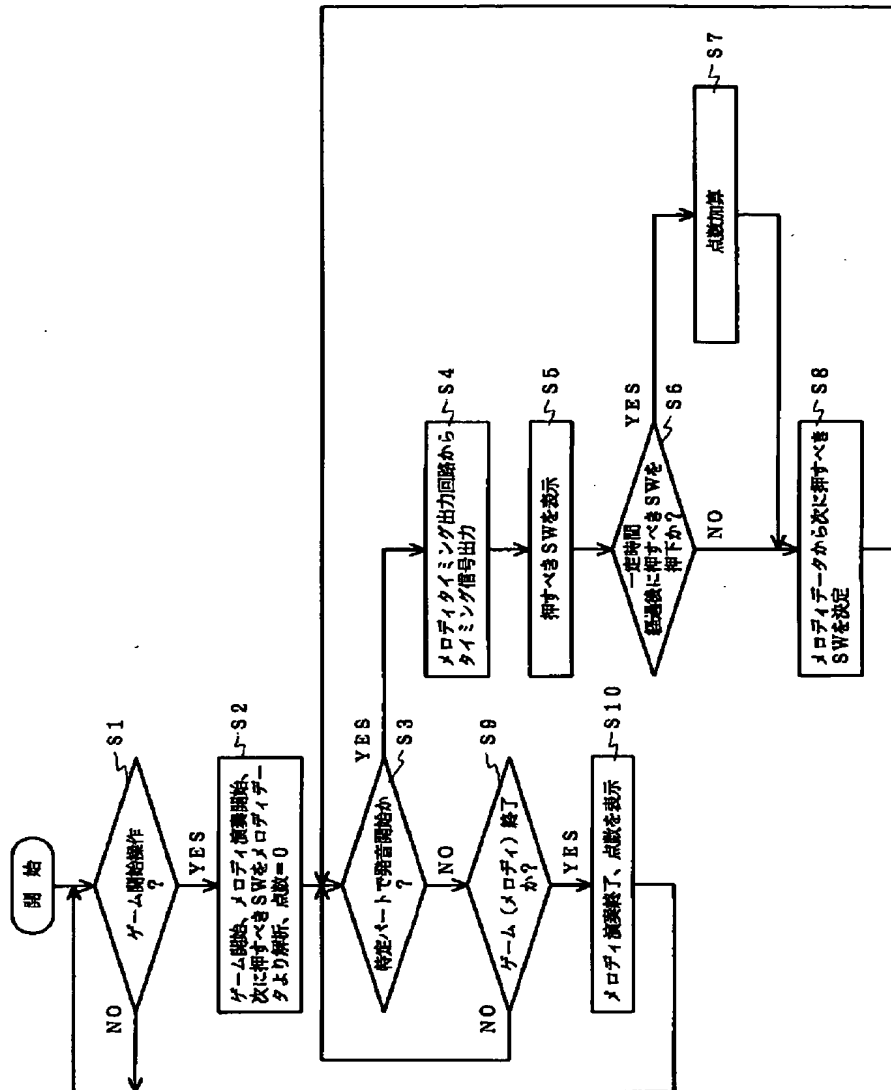 開 始
S1
ゲーム開始操作
?
NO
YES
S2
ゲーム開始、メロディ演奏開始、
次に押すべきSWをメロディデー
タより解析、点数=0
特定パートで発音開始か
?
S3
YES
NO
メロディタイミング出力回路から
タイミング信号出力
S4
押すべきSWを表示
S5
一定時間
経過後に押すべきSWを
押下か?
S6
YES
NO
点数加算
S7
メロディデータから次に押すべき
SWを決定
S8
ゲーム(メロディ)終了
か?
S9
NO
YES
メロディ演奏終了、点数を表示
S10